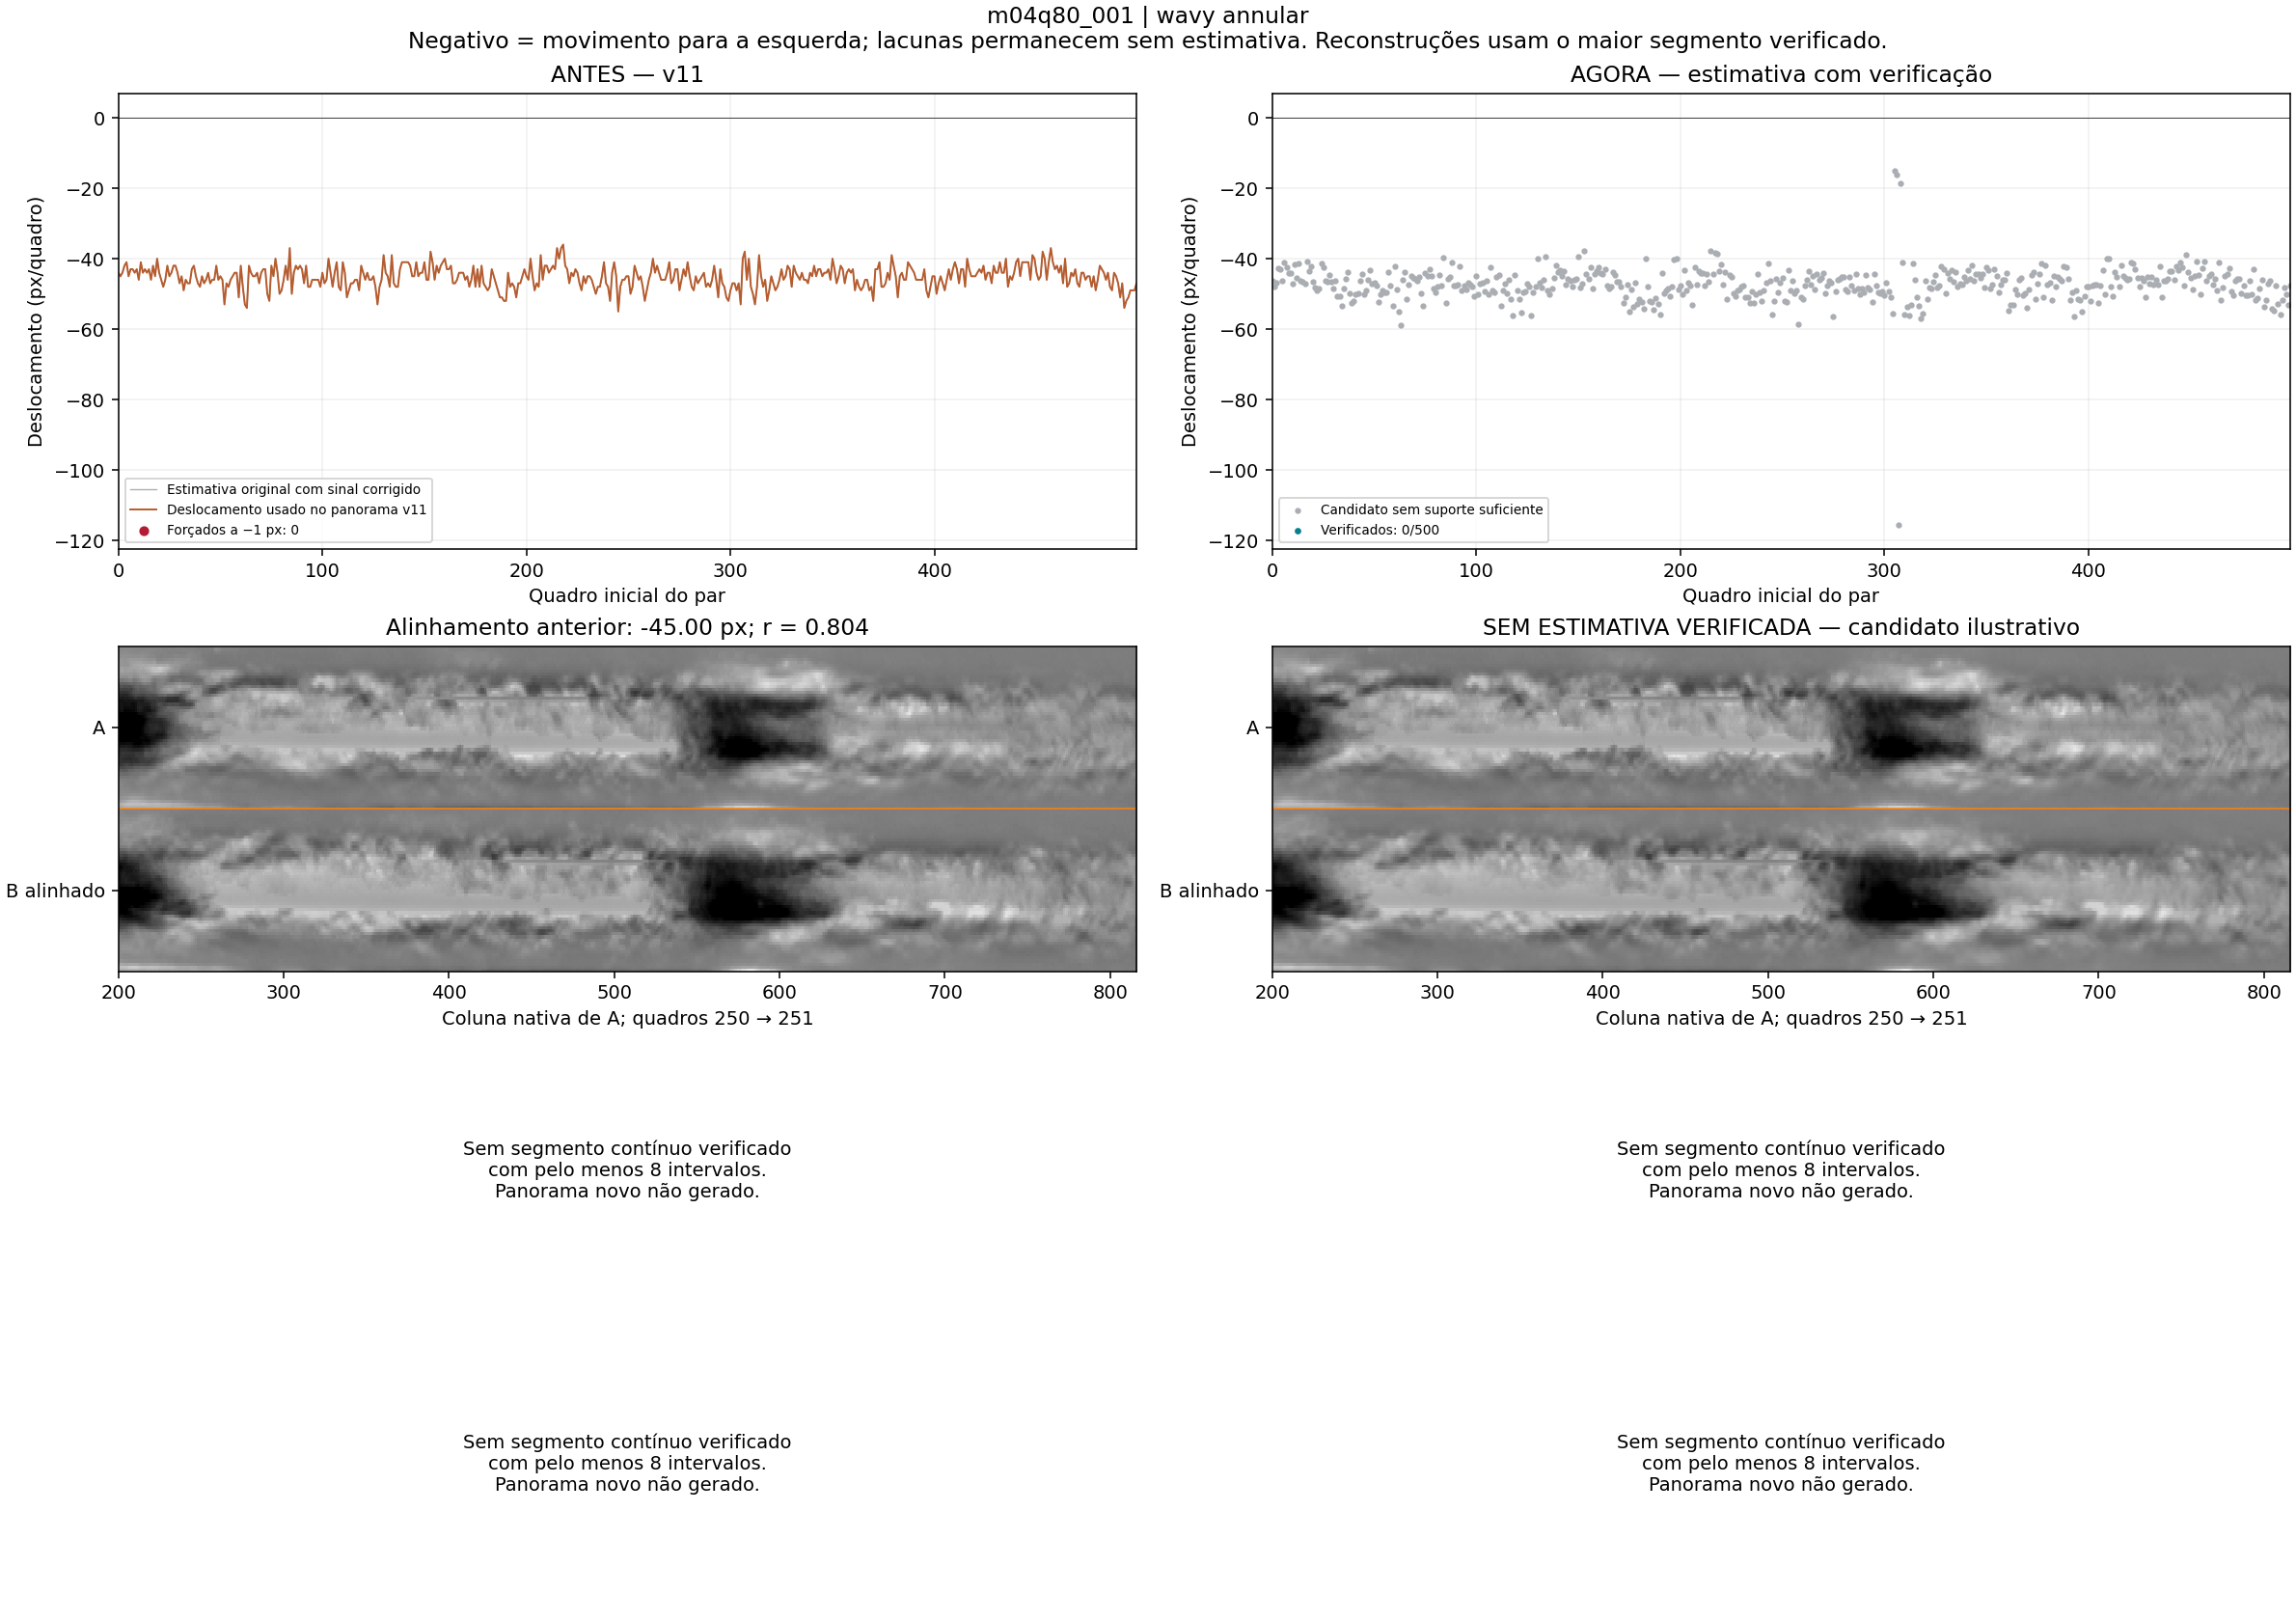 m04q80_001 | wavy annular
Negativo = movimento para a esquerda; lacunas permanecem sem estimativa. Reconstruções usam o maior segmento verificado.
ANTES — v11
0
−20
−40
−60
−80
−100
−120
Deslocamento (px/quadro)
Estimativa original com sinal corrigido
Deslocamento usado no panorama v11
Forçados a −1 px: 0
0 100 200 300 400
Quadro inicial do par
AGORA — estimativa com verificação
0
−20
−40
−60
−80
−100
−120
Deslocamento (px/quadro)
Candidato sem suporte suficiente
Verificados: 0/500
0 100 200 300 400
Quadro inicial do par
Alinhamento anterior: -45.00 px; r = 0.804
A
B alinhado
200 300 400 500 600 700 800
Coluna nativa de A; quadros 250 → 251
SEM ESTIMATIVA VERIFICADA — candidato ilustrativo
A
B alinhado
200 300 400 500 600 700 800
Coluna nativa de A; quadros 250 → 251
Sem segmento contínuo verificado
com pelo menos 8 intervalos.
Panorama novo não gerado.
Sem segmento contínuo verificado
com pelo menos 8 intervalos.
Panorama novo não gerado.
Sem segmento contínuo verificado
com pelo menos 8 intervalos.
Panorama novo não gerado.
Sem segmento contínuo verificado
com pelo menos 8 intervalos.
Panorama novo não gerado.